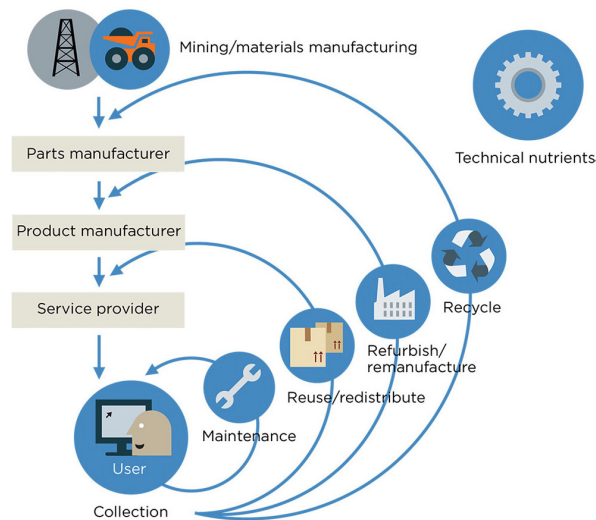 Mining/materials manufacturing
Technical nutrients
Parts manufacturer
Product manufacturer
Service provider
Recycle
Refurbish/
remanufacture
Reuse/redistribute
Maintenance
User
Collection